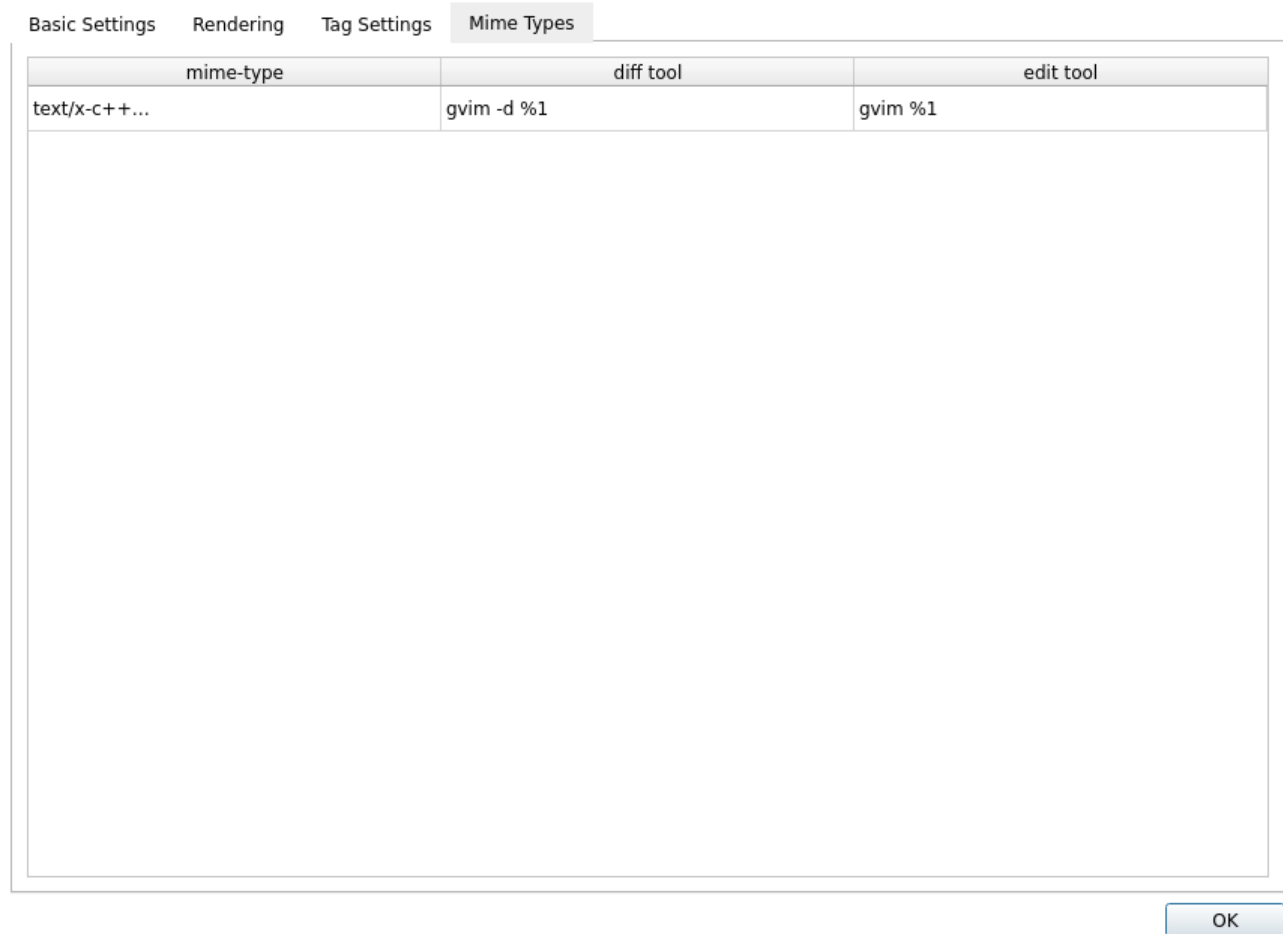 Basic Settings Rendering Tag Settings Mime Types
mime-type diff tool edit tool
text/x-c++... gvim -d %1 gvim %1
OK